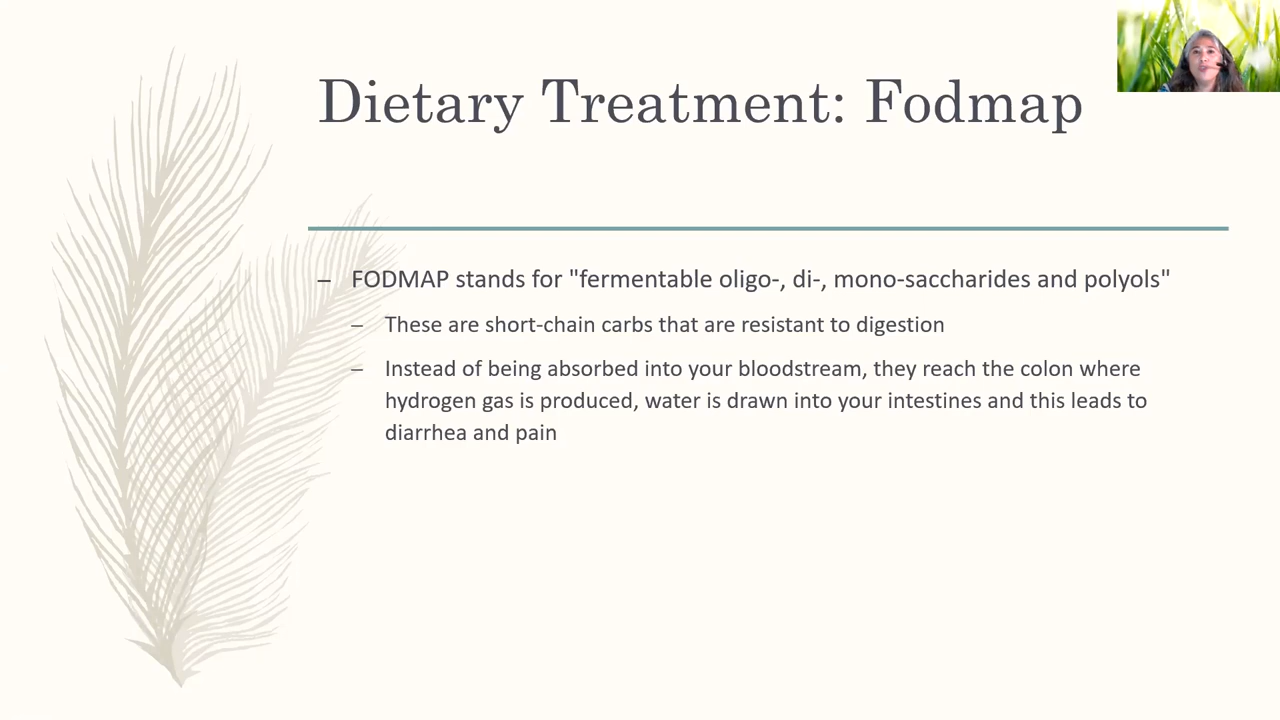 Dietary Treatment: Fodmap
– FODMAP stands for "fermentable oligo-, di-, mono-saccharides and polyols"
– These are short-chain carbs that are resistant to digestion
– Instead of being absorbed into your bloodstream, they reach the colon where
hydrogen gas is produced, water is drawn into your intestines and this leads to
diarrhea and pain